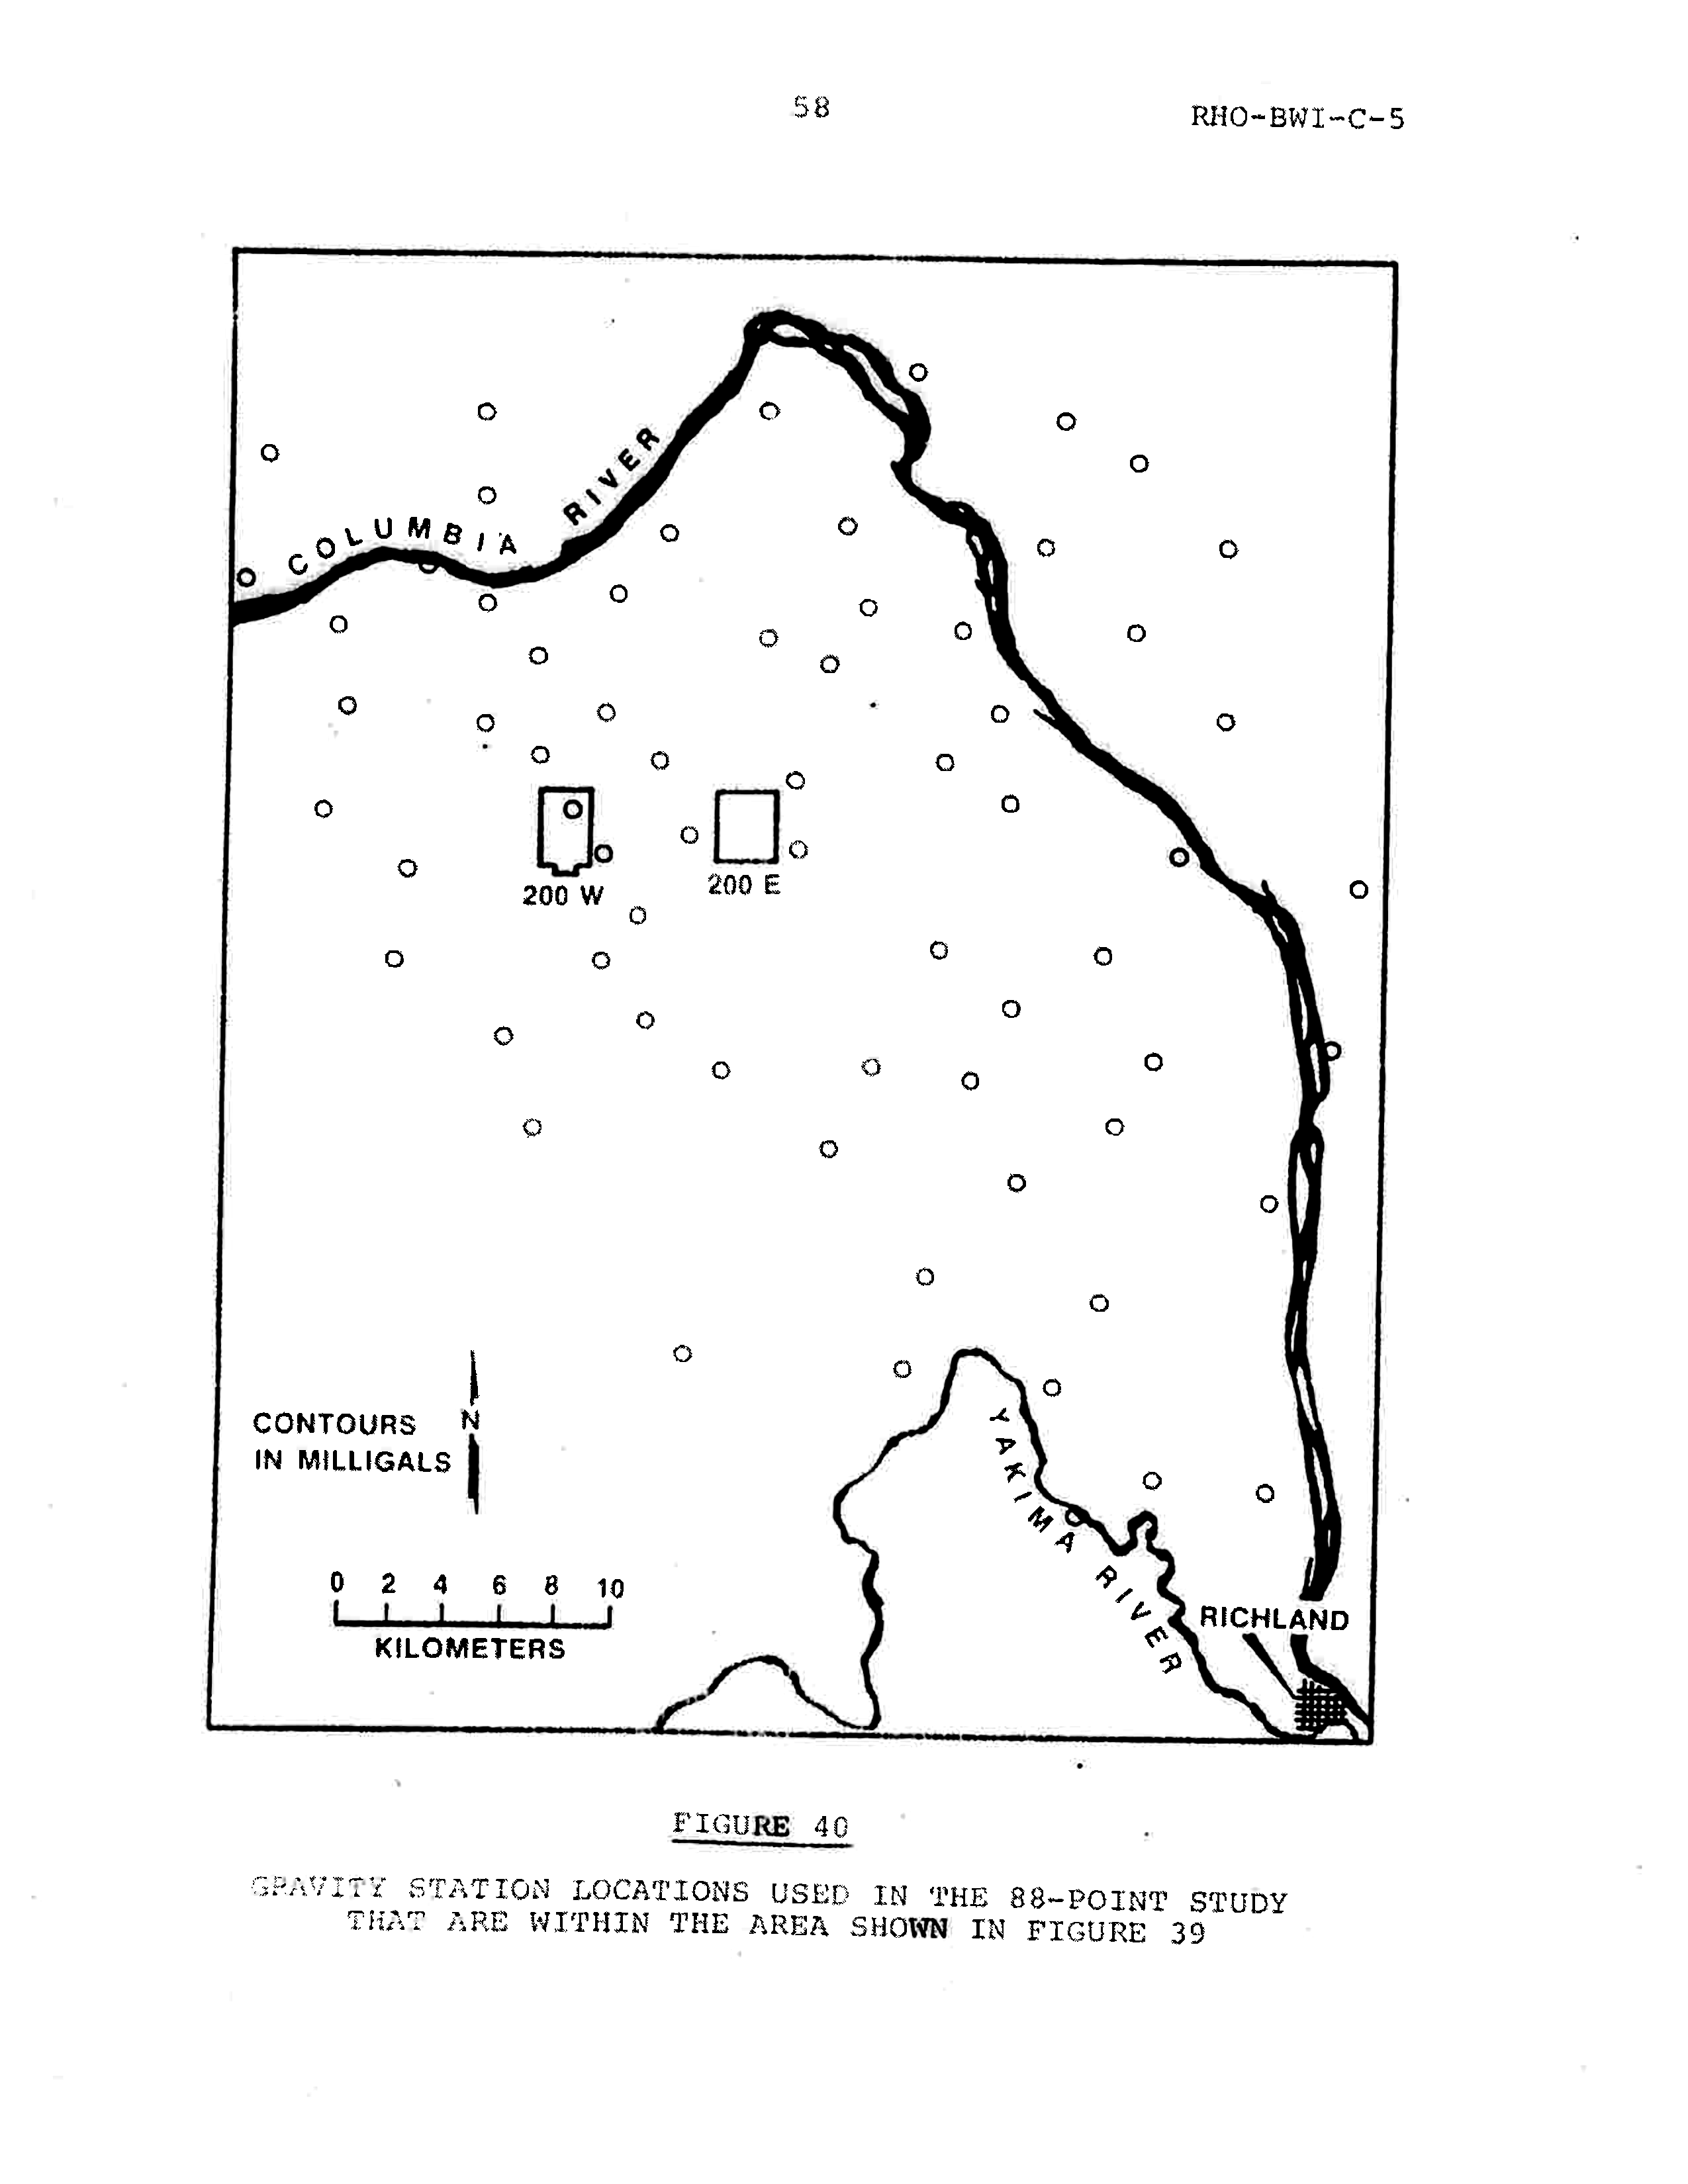 58
RHO-BWI-C-5
COLUMBIA RIVER
200 W
200 E
CONTOURS
IN MILLIGALS
N
0 2 4 6 8 10
KILOMETERS
YAKIMA RIVER
RICHLAND
FIGURE 40
GRAVITY STATION LOCATIONS USED IN THE 88-POINT STUDY
THAT ARE WITHIN THE AREA SHOWN IN FIGURE 39